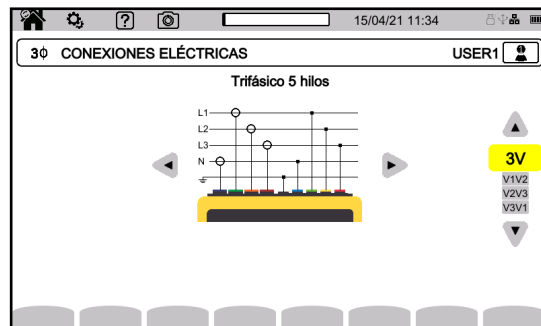 15/04/21 11:34
3Φ CONEXIONES ELÉCTRICAS USER1
Trifásico 5 hilos
L1
L2
L3
N
3V
V1V2
V2V3
V3V1